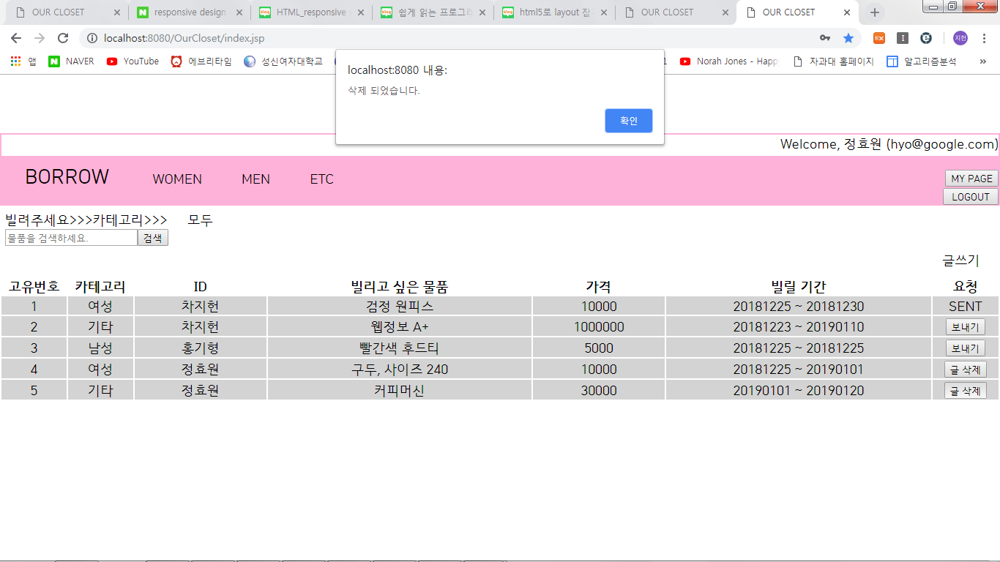 OUR CLOSET
responsive design
HTML_responsive
쉽게 읽는 프로그래
html5로 layout 잡기
OUR CLOSET
OUR CLOSET
localhost:8080/OurCloset/index.jsp
지헌
앱 NAVER YouTube 에브리타임 성신여자대학교 Norah Jones - Happ 자과대 홈페이지 알고리즘분석 »
localhost:8080 내용:
삭제 되었습니다.
확인
Welcome, 정효원 (hyo@google.com)
BORROW WOMEN MEN ETC
MY PAGE
LOGOUT
빌려주세요>>>카테고리>>> 모두
물품을 검색하세요. 검색
글쓰기
고유번호 카테고리 ID 빌리고 싶은 물품 가격 빌릴 기간 요청
1 여성 차지헌 검정 원피스 10000 20181225 ~ 20181230 SENT
2 기타 차지헌 웹정보 A+ 1000000 20181223 ~ 20190110 보내기
3 남성 홍기형 빨간색 후드티 5000 20181225 ~ 20181225 보내기
4 여성 정효원 구두, 사이즈 240 10000 20181225 ~ 20190101 글 삭제
5 기타 정효원 커피머신 30000 20190101 ~ 20190120 글 삭제